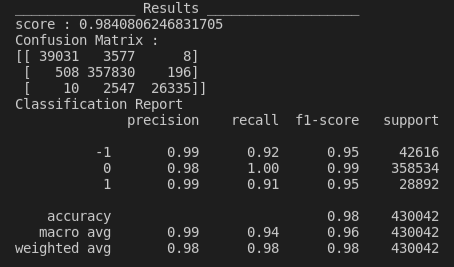 _______________ Results ___________________
score : 0.9840806246831705
Confusion Matrix :
[[ 39031   3577      8]
 [   508 357830    196]
 [    10   2547  26335]]
Classification Report
              precision    recall  f1-score   support

          -1       0.99      0.92      0.95     42616
           0       0.98      1.00      0.99    358534
           1       0.99      0.91      0.95     28892

    accuracy                           0.98    430042
   macro avg       0.99      0.94      0.96    430042
weighted avg       0.98      0.98      0.98    430042